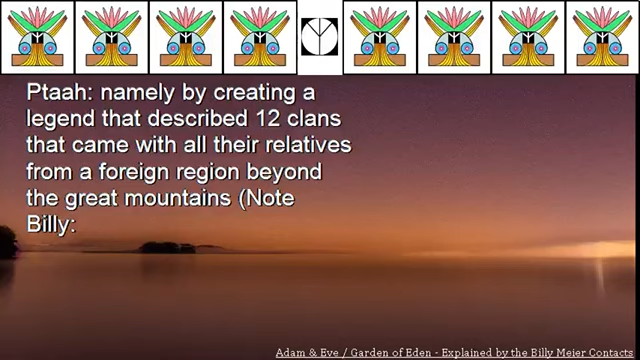 Ptaah: namely by creating a
legend that described 12 clans
that came with all their relatives
from a foreign region beyond
the great mountains (Note
Billy:
Adam & Eve / Garden of Eden - Explained by the Billy Meier Contacts